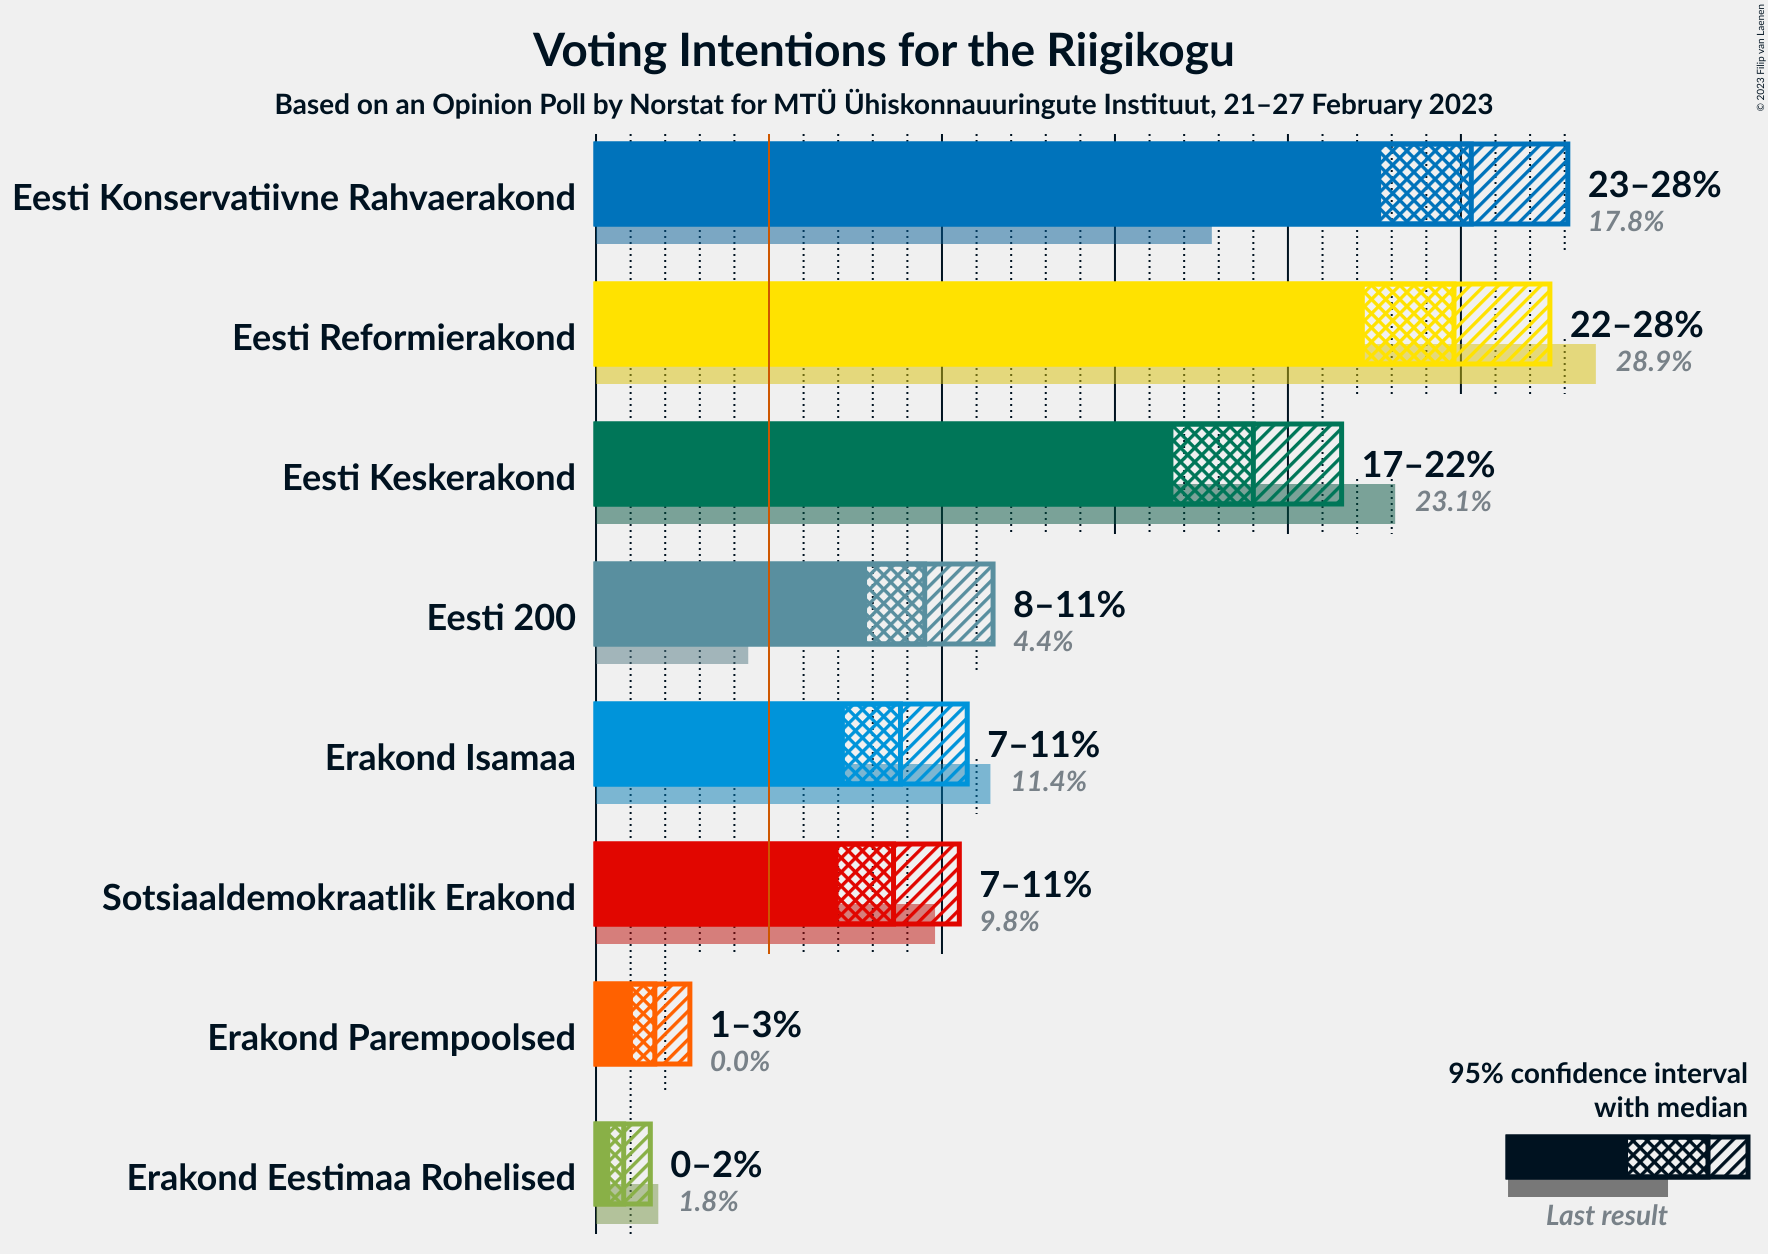 Voting Intentions for the Riigikogu
Based on an Opinion Poll by Norstat for MTÜ Ühiskonnauuringute Instituut, 21–27 February 2023
© 2023 Filip van Laenen
Eesti Konservatiivne Rahvaerakond
23–28%
17.8%
Eesti Reformierakond
22–28%
28.9%
Eesti Keskerakond
17–22%
23.1%
Eesti 200
8–11%
4.4%
Erakond Isamaa
7–11%
11.4%
Sotsiaaldemokraatlik Erakond
7–11%
9.8%
Erakond Parempoolsed
1–3%
0.0%
Erakond Eestimaa Rohelised
0–2%
1.8%
95% confidence interval
with median
Last result